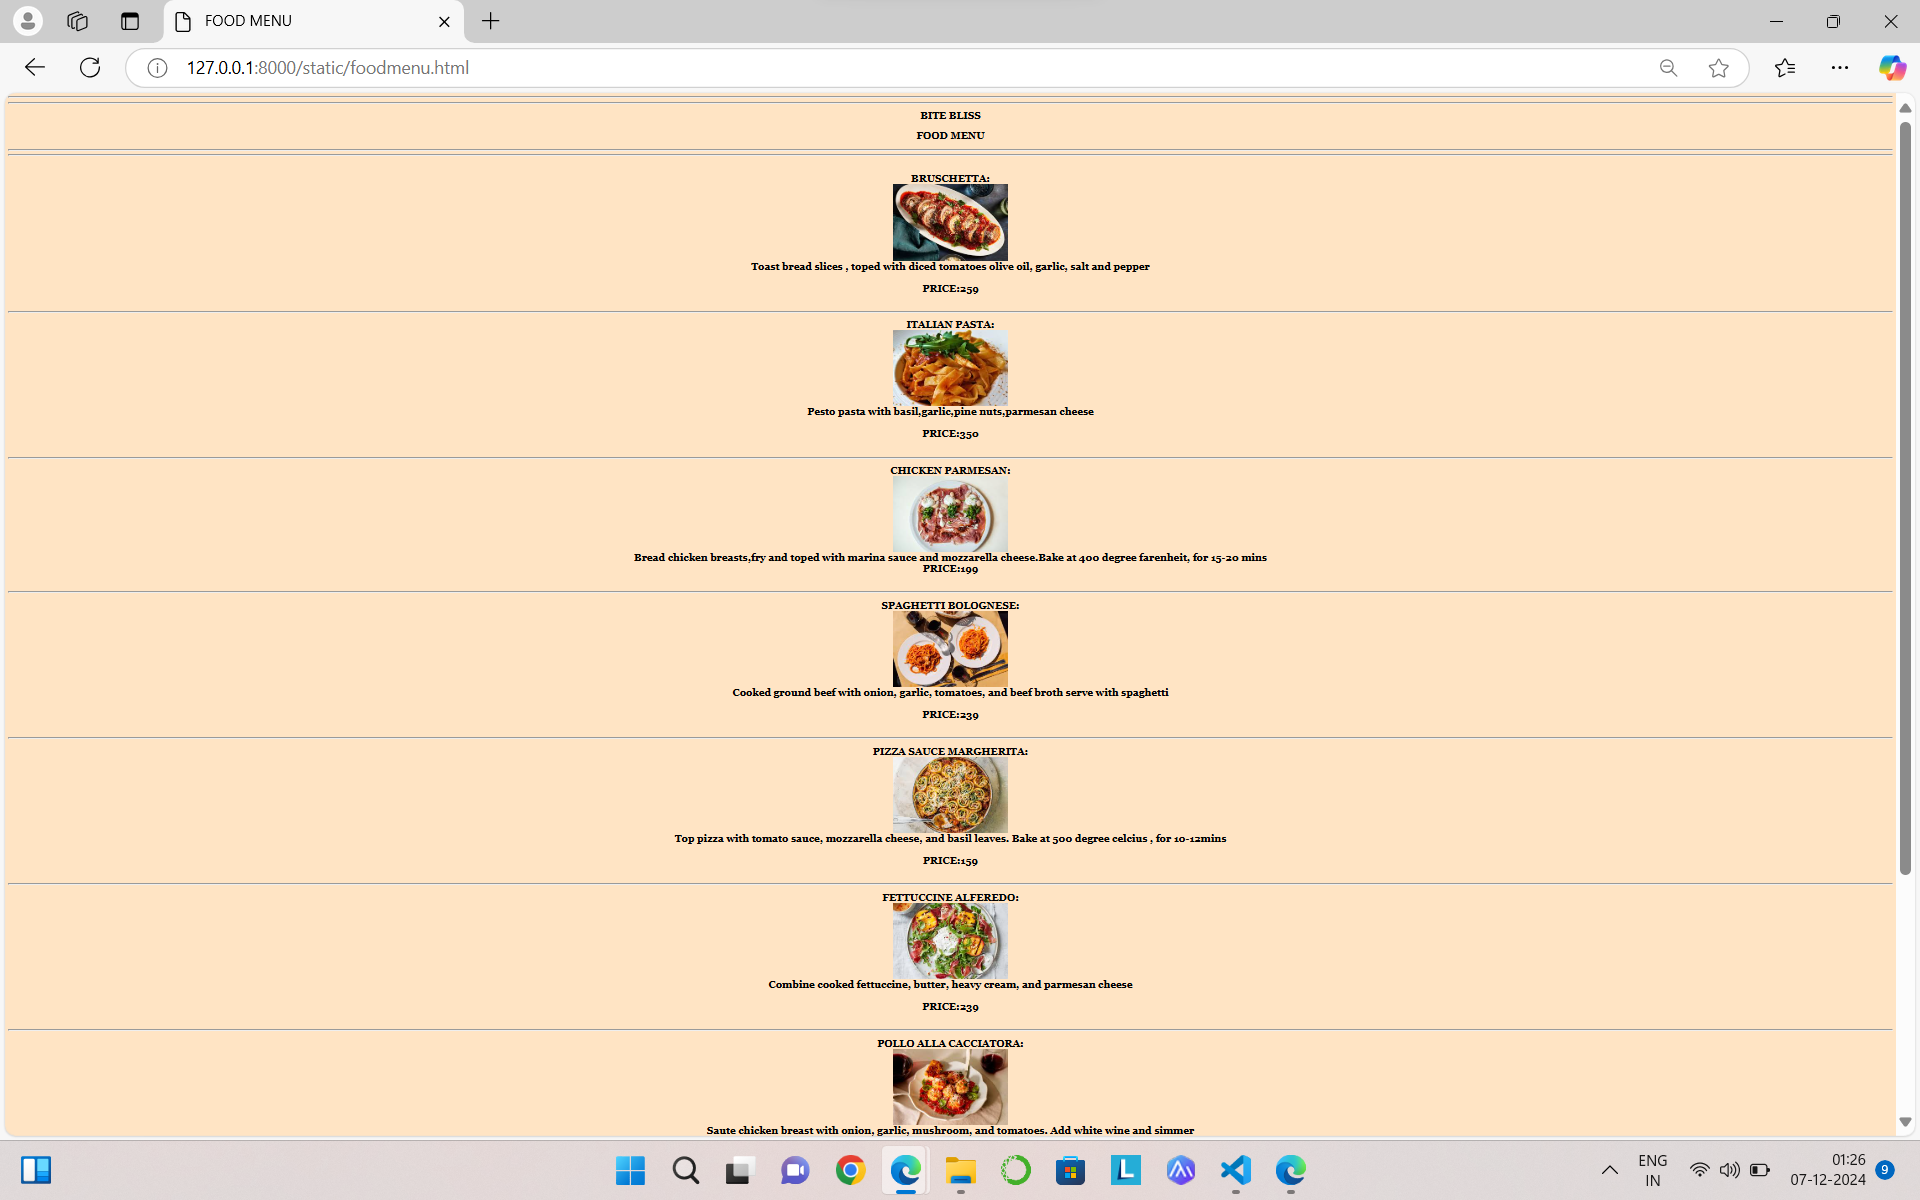 FOOD MENU
127.0.0.1:8000/static/foodmenu.html
BITE BLISS
FOOD MENU
BRUSCHETTA:
Toast bread slices , toped with diced tomatoes olive oil, garlic, salt and pepper
PRICE:259
ITALIAN PASTA:
Pesto pasta with basil,garlic,pine nuts,parmesan cheese
PRICE:350
CHICKEN PARMESAN:
Bread chicken breasts,fry and toped with marina sauce and mozzarella cheese.Bake at 400 degree farenheit, for 15-20 mins
PRICE:199
SPAGHETTI BOLOGNESE:
Cooked ground beef with onion, garlic, tomatoes, and beef broth serve with spaghetti
PRICE:239
PIZZA SAUCE MARGHERITA:
Top pizza with tomato sauce, mozzarella cheese, and basil leaves. Bake at 500 degree celcius , for 10-12mins
PRICE:159
FETTUCCINE ALFEREDO:
Combine cooked fettuccine, butter, heavy cream, and parmesan cheese
PRICE:239
POLLO ALLA CACCIATORA:
Saute chicken breast with onion, garlic, mushroom, and tomatoes. Add white wine and simmer
L
ENG
IN
01:26
07-12-2024
9